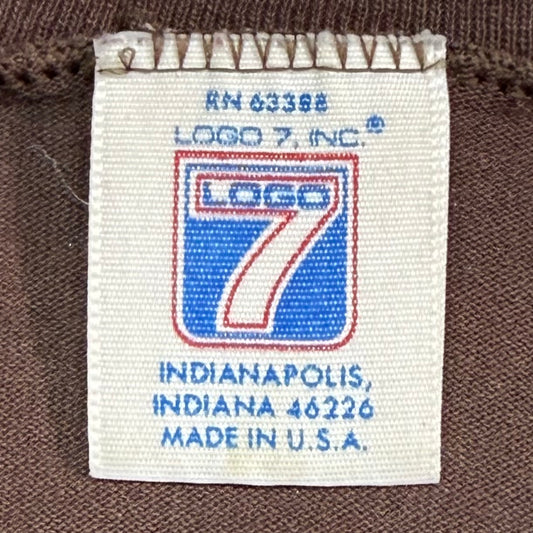 RN 63388
LOGO 7, INC.®
LOGO
7
INDIANAPOLIS,
INDIANA 46226
MADE IN U.S.A.